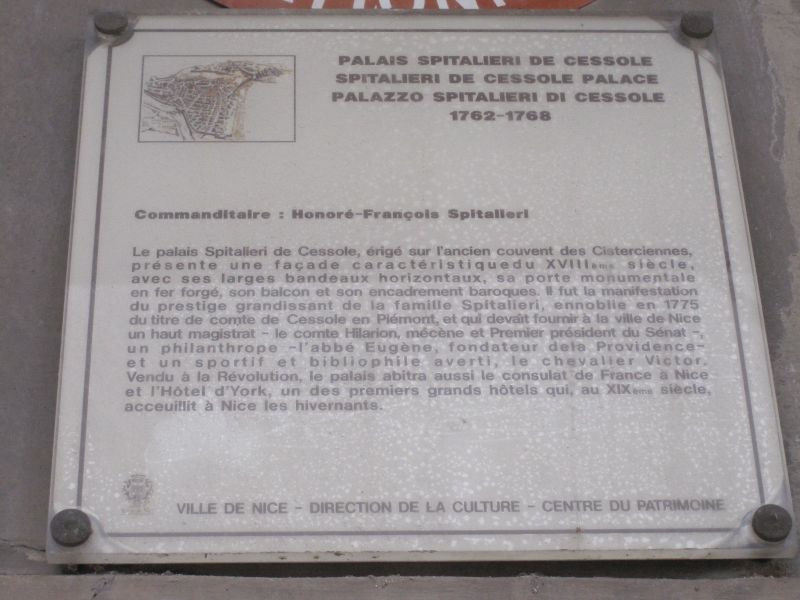 PALAIS SPITALIERI DE CESSOLE
SPITALIERI DE CESSOLE PALACE
PALAZZO SPITALIERI DI CESSOLE
1762-1768
Commanditaire : Honoré-François Spitalieri
Le palais Spitalieri de Cessole, érigé sur l'ancien couvent des Cisterciennes,
présente une façade caractéristique du XVIIIème siècle,
avec ses larges bandeaux horizontaux, sa porte monumentale
en fer forgé, son balcon et son encadrement baroques. Il fut la manifestation
du prestige grandissant de la famille Spitalieri, ennoblie en 1775
du titre de comte de Cessole en Piémont, et qui devait fournir à la ville de Nice
un haut magistrat - le comte Hilarion, mécène et Premier président du Sénat -,
un philanthrope -l'abbé Eugène, fondateur dela Providence-
et un sportif et bibliophile averti, le chevalier Victor.
Vendu à la Révolution, le palais abitra aussi le consulat de France à Nice
et l'Hôtel d'York, un des premiers grands hôtels qui, au XIXème siècle,
acceuillit à Nice les hivernants.
VILLE DE NICE - DIRECTION DE LA CULTURE - CENTRE DU PATRIMOINE